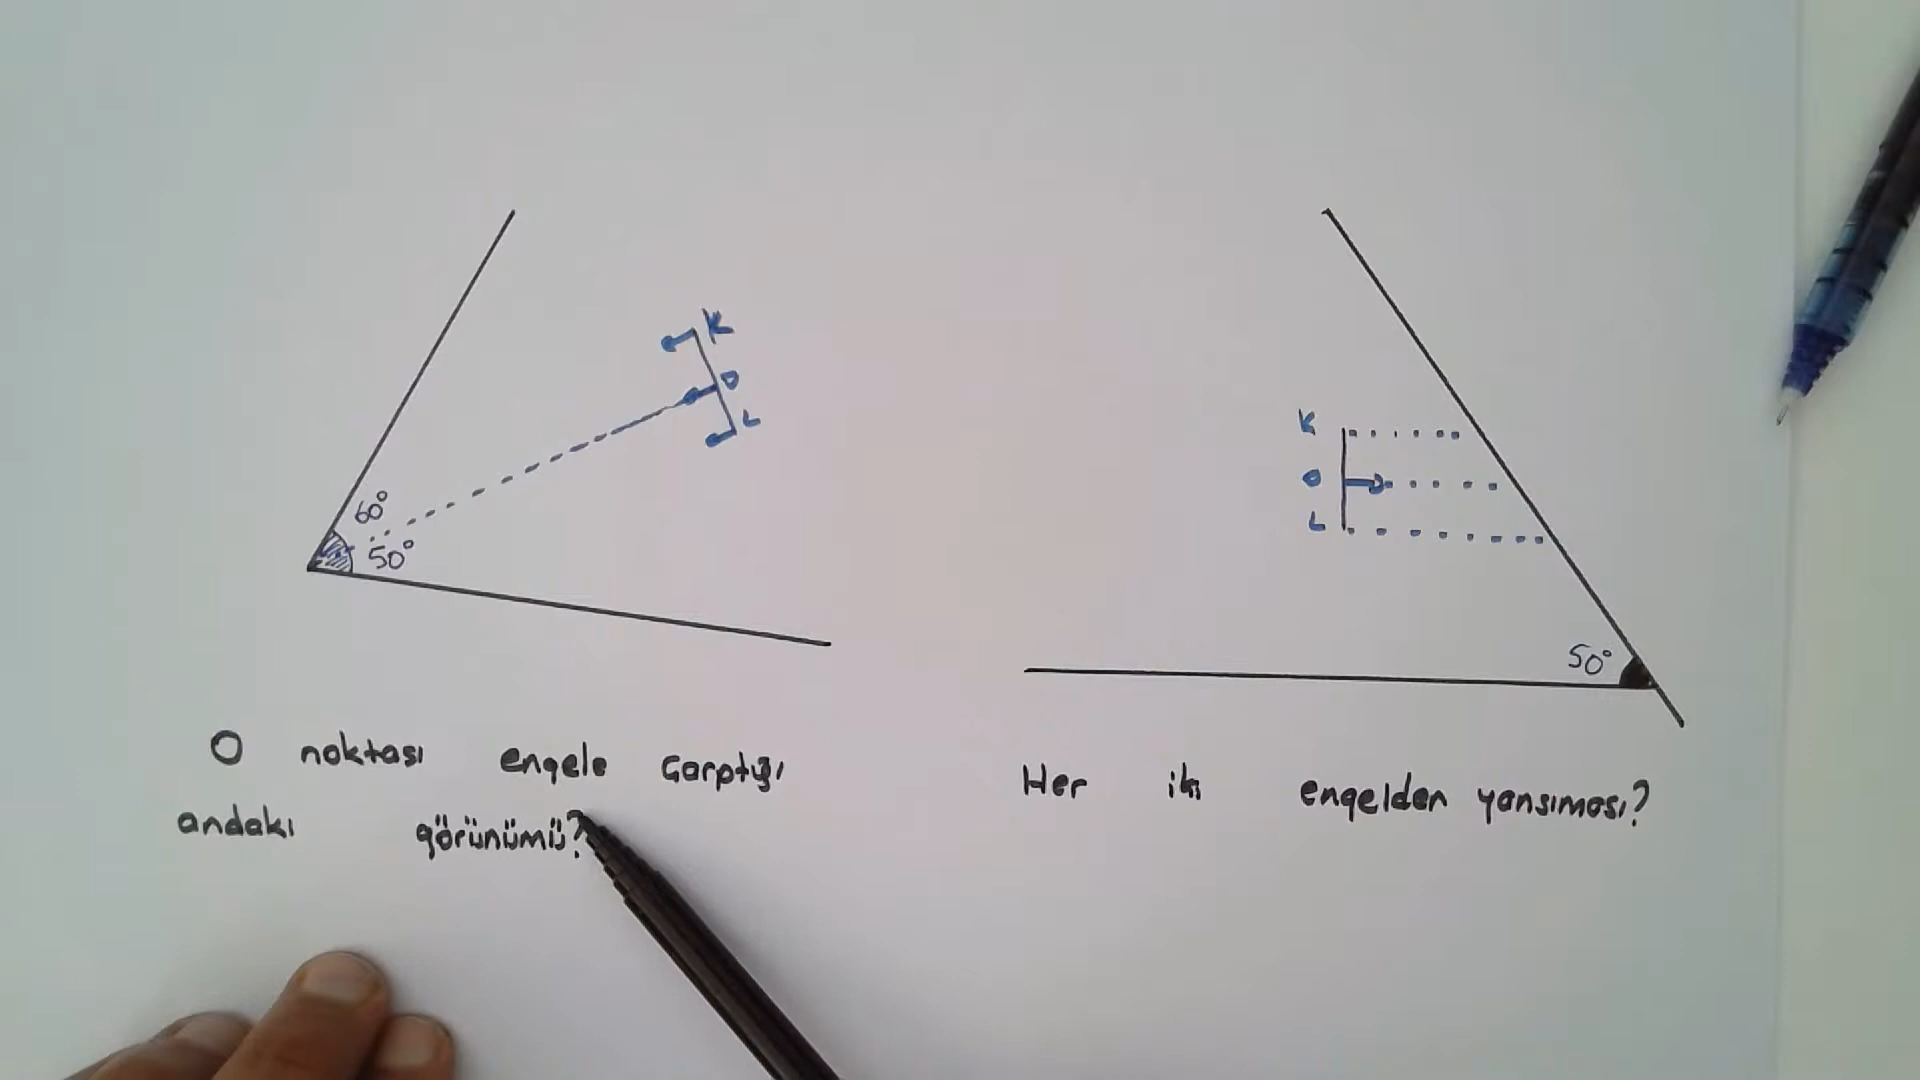 K
O
L
60°
50°
K
O
L
50°
O noktası engele çarptığı
andaki görünümü?
Her iki engelden yansıması?